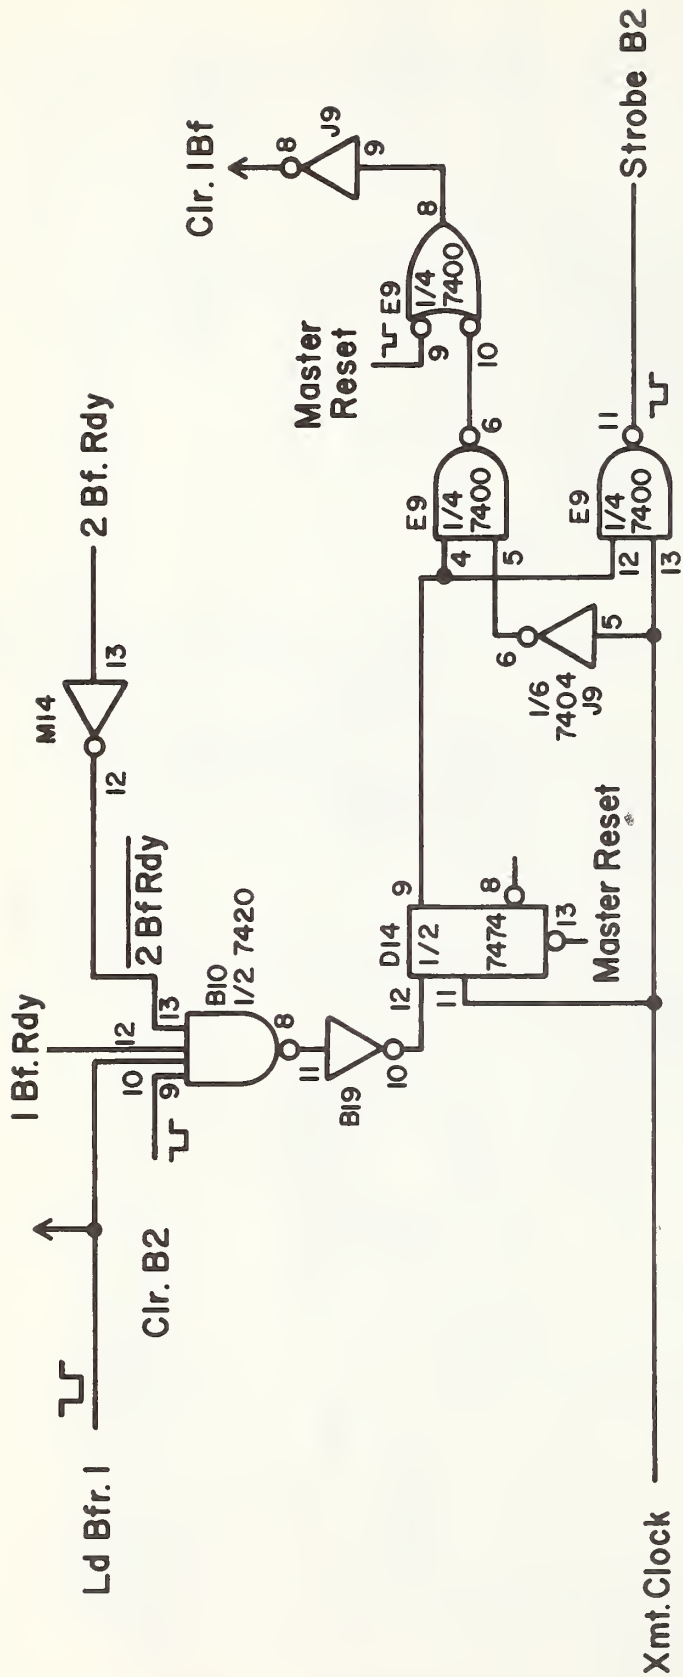 Ld Bfr. 1
Clr. B2
1 Bf. Rdy
10
12
9
13
2 Bf Rdy
B10
1/2 7420
8
11
B19
10
M14
12
13
2 Bf. Rdy
12
11
D14
1/2
7474
9
8
13
Master Reset
Xmt. Clock
1/6
7404
J9
6
5
4
5
E9
1/4
7400
6
12
13
E9
1/4
7400
11
Strobe B2
Master
Reset
9
10
E9
1/4
7400
8
9
J9
8
Clr. 1 Bf